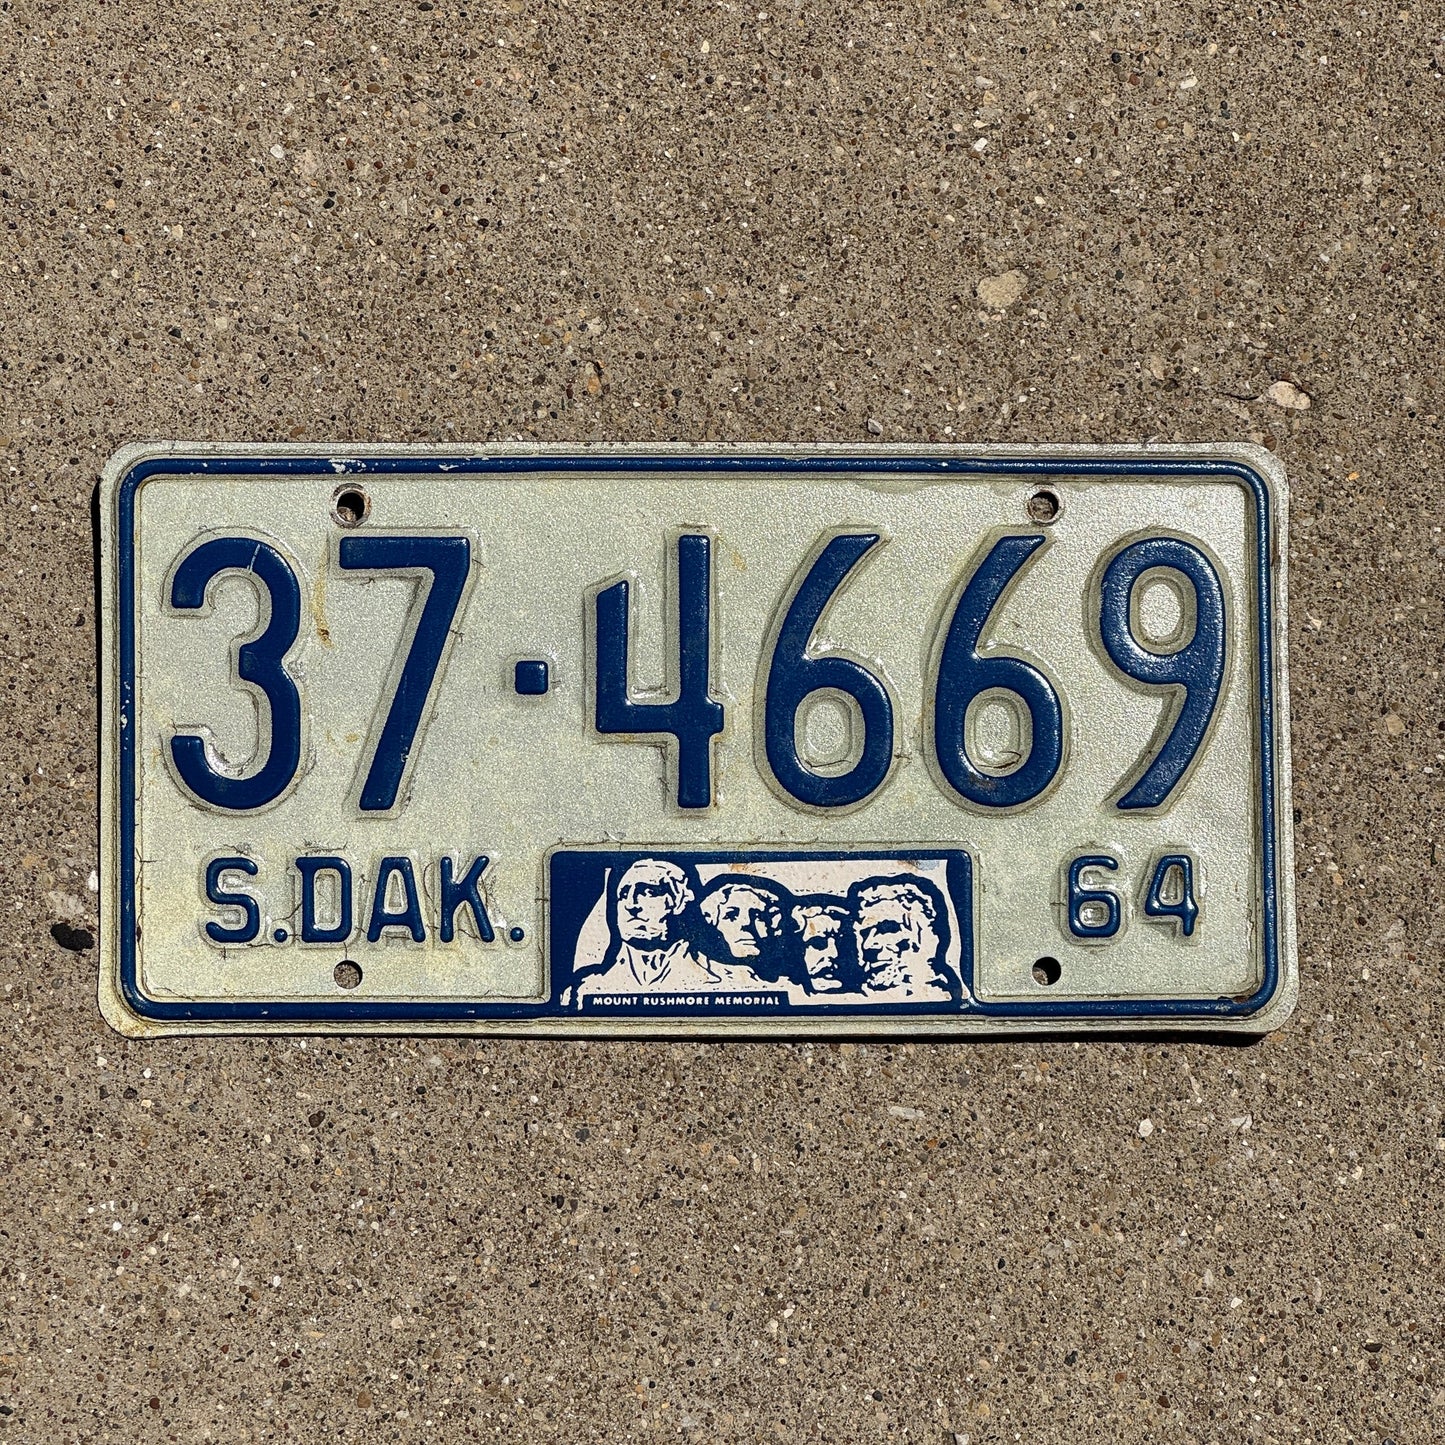 37·4669
S.DAK. 64
MOUNT RUSHMORE MEMORIAL